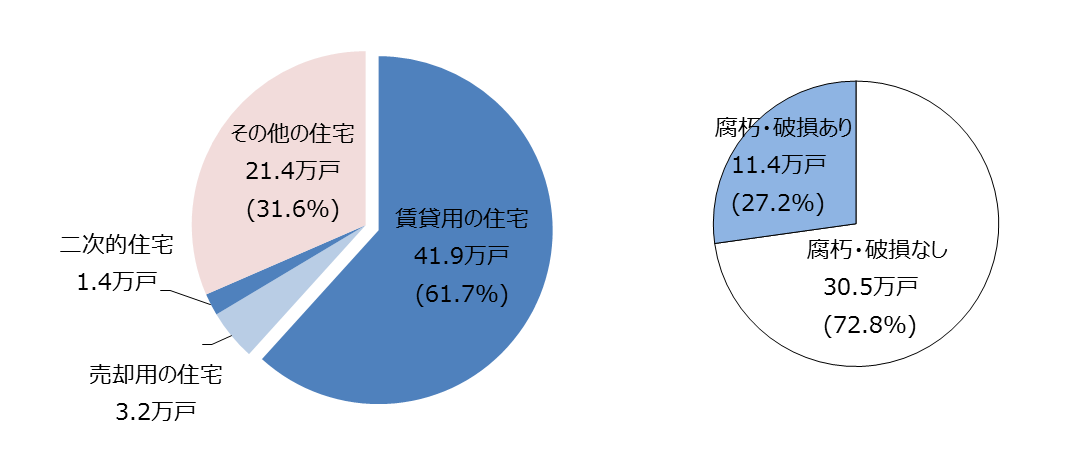 その他の住宅
21.4万戸
(31.6%)
二次的住宅
1.4万戸
売却用の住宅
3.2万戸
賃貸用の住宅
41.9万戸
(61.7%)
腐朽・破損あり
11.4万戸
(27.2%)
腐朽・破損なし
30.5万戸
(72.8%)